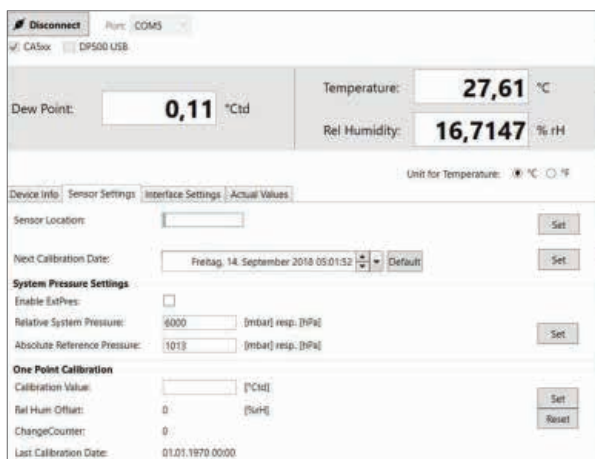 Disconnect Port: COM5
CA5xx DP500 USB
Temperature: 27,61 °C
Dew Point: 0,11 °Ctd
Rel Humidity: 16,7147 % rH
Unit for Temperature: °C °F
Device Info Sensor Settings Interface Settings Actual Values
Sensor Location: Set
Next Calibration Date: Freitag, 14. September 2018 05:01:52 Default Set
System Pressure Settings
Enable ExtPres:
Relative System Pressure: 6000 [mbar] resp. [hPa]
Set
Absolute Reference Pressure: 1013 [mbar] resp. [hPa]
One Point Calibration
Calibration Value: [°Ctd]
Set
Rel Hum Offset: 0 [%rH]
Reset
ChangeCounter: 0
Last Calibration Date: 01.01.1970 00:00